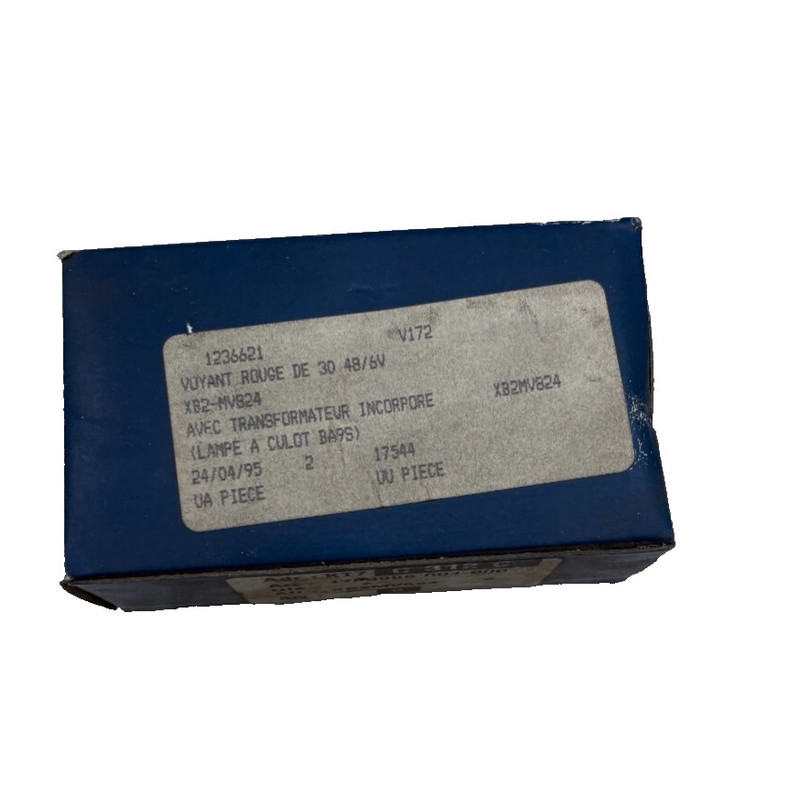 1236621 V172
VOYANT ROUGE DE 30 48/6V
XB2-MV824 XB2MV824
AVEC TRANSFORMATEUR INCORPORE
(LAMPE A CULOT BA9S)
24/04/95 2 17544
UA PIECE UU PIECE